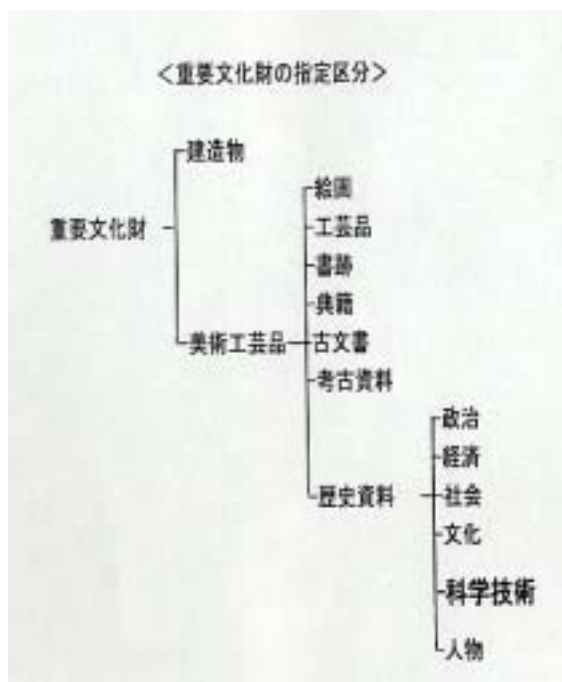 <重要文化財の指定区分>
建造物
絵画
重要文化財
工芸品
書跡
典籍
美術工芸品
古文書
考古資料
政治
経済
歴史資料
社会
文化
科学技術
人物